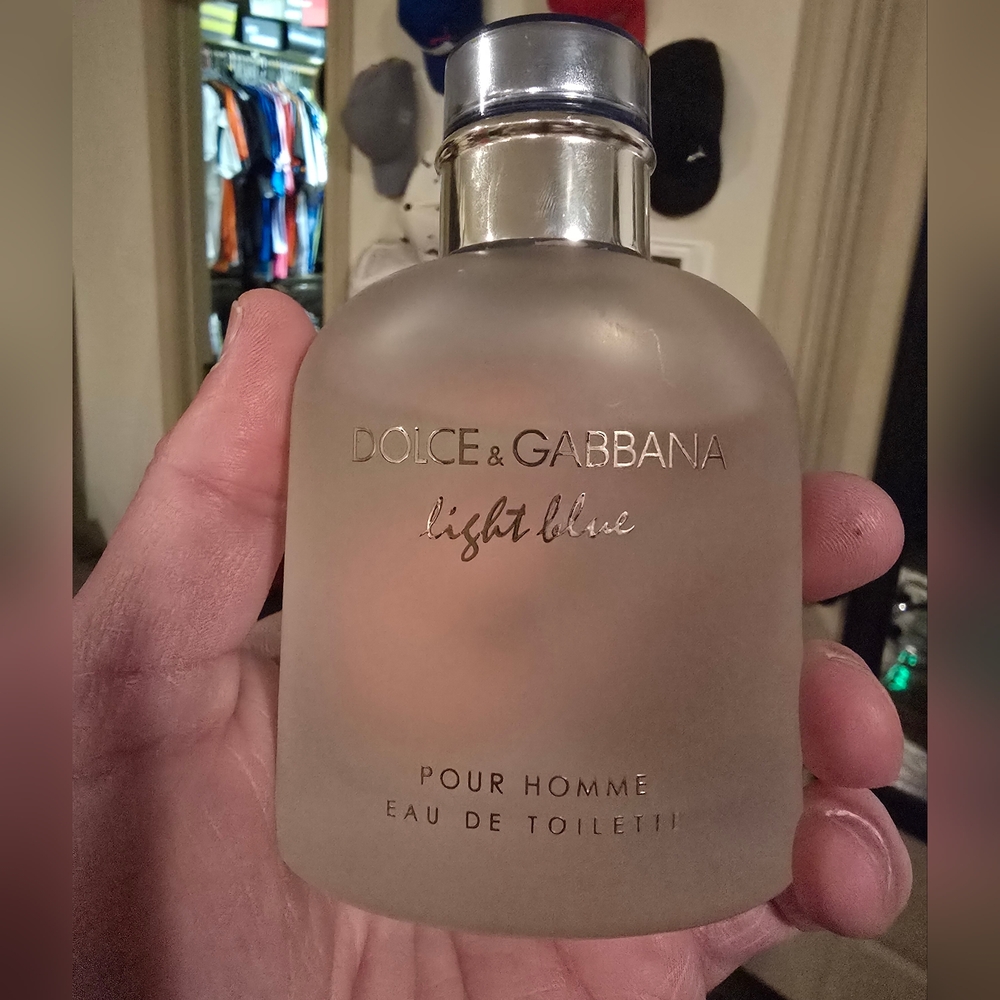 DOLCE & GABBANA
light blue
POUR HOMME
EAU DE TOILETTE